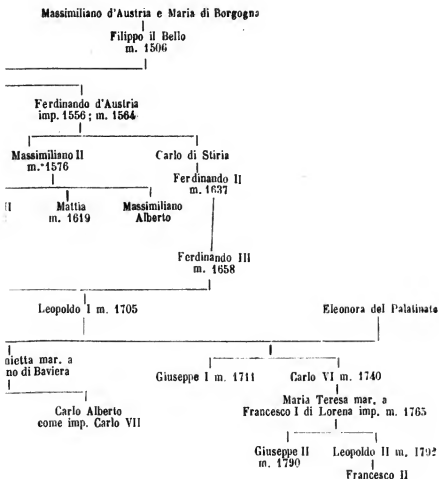 Massimiliano d'Austria e Maria di Borgogna
Filippo il Bello
m. 1506
Ferdinando d'Austria
imp. 1556; m. 1564
Massimiliano II
m. 1576
Carlo di Stiria
Ferdinando II
m. 1637
II
Mattia
m. 1619
Massimiliano
Alberto
Ferdinando III
m. 1658
Leopoldo I m. 1705
Eleonora del Palatinato
nietta mar. a
no di Baviera
Giuseppe I m. 1711
Carlo VI m. 1740
Carlo Alberto
come imp. Carlo VII
Maria Teresa mar. a
Francesco I di Lorena imp. m. 1765
Giuseppe II
m. 1790
Leopoldo II m. 1792
Francesco II